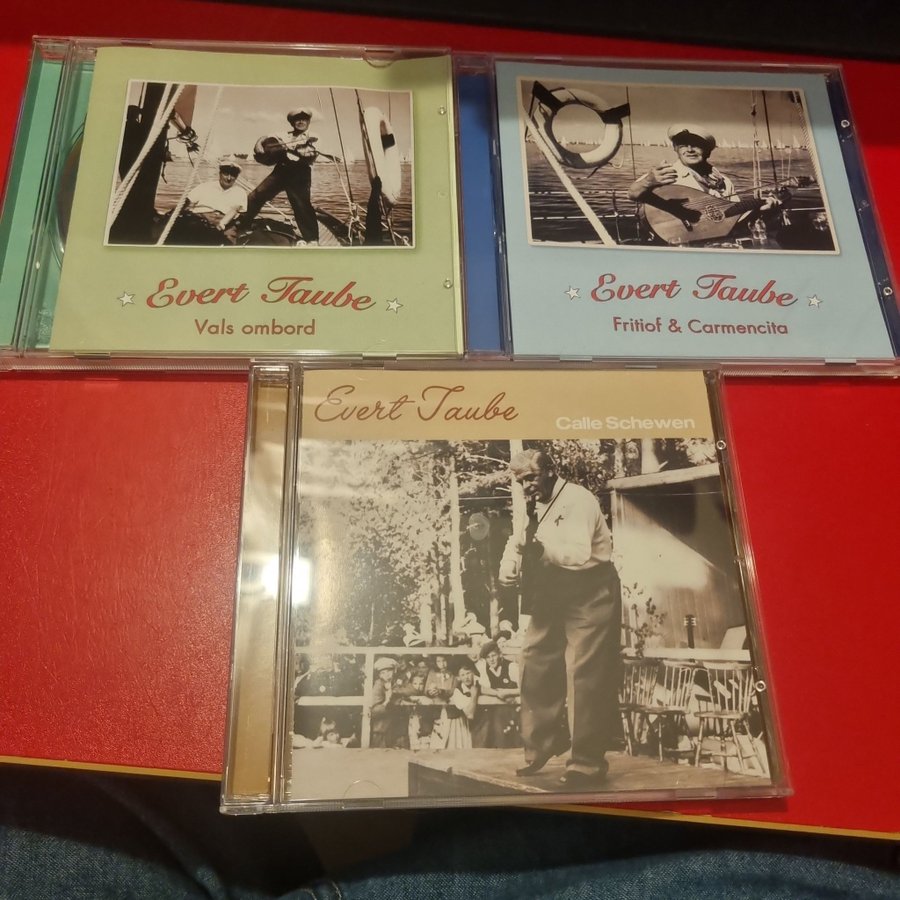 Evert Taube
Vals ombord
Evert Taube
Fritiof & Carmencita
Evert Taube
Calle Schewen